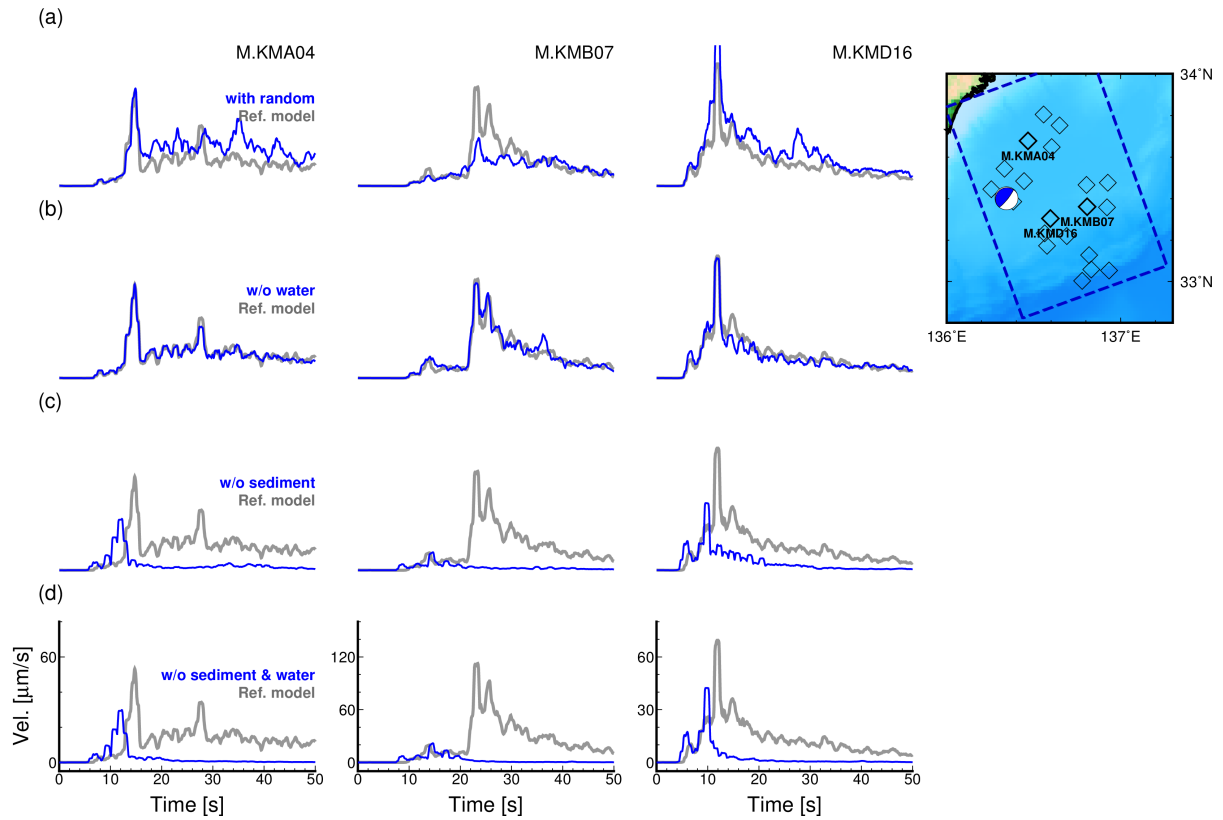 (a)
M.KMA04
M.KMB07
M.KMD16
with random
Ref. model
34°N
M.KMA04
M.KMB07
M.KMD16
33°N
136°E
137°E
(b)
w/o water
Ref. model
(c)
w/o sediment
Ref. model
(d)
w/o sediment & water
Ref. model
Vel. [μm/s]
60
0
120
60
0
60
30
0
0 10 20 30 40 50
0 10 20 30 40 50
0 10 20 30 40 50
Time [s]
Time [s]
Time [s]